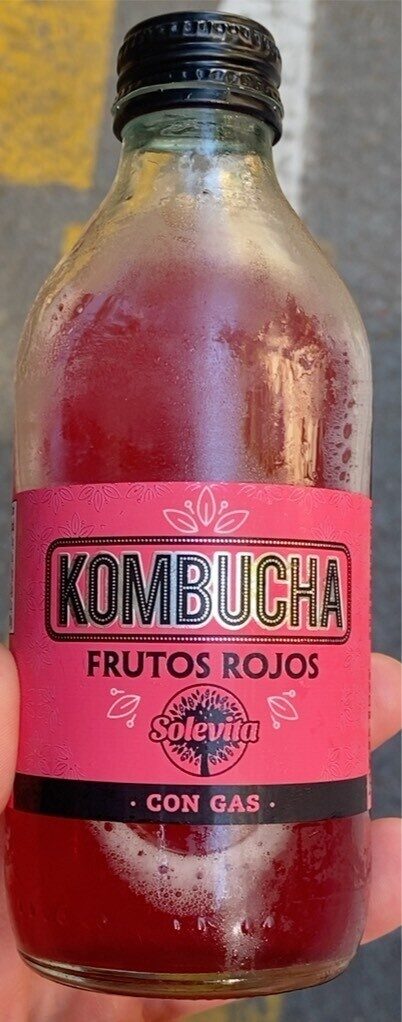 KOMBUCHA
FRUTOS ROJOS
Solevita
· CON GAS ·